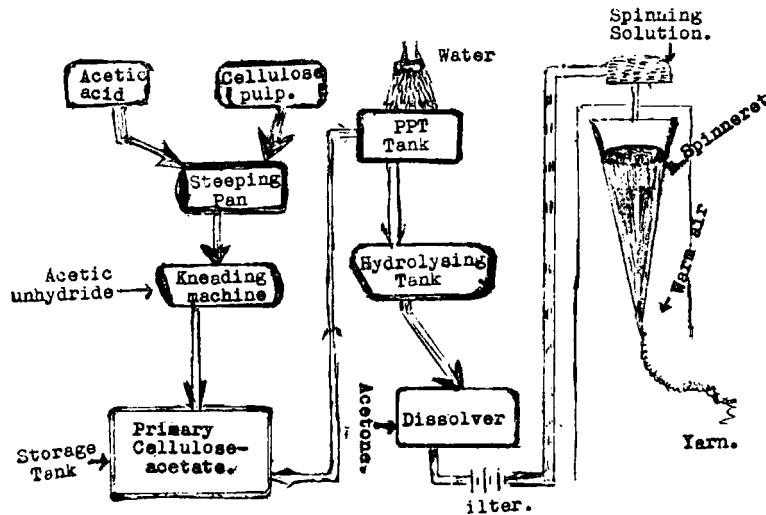 Acetic
acid
Cellulose
pulp.
Steeping
Pan
Acetic
unhydride
Kneading
machine
Storage
Tank
Primary
Cellulose-
acetate.
Water
PPT
Tank
Hydrolysing
Tank
Acetond.
Dissolver
ilter.
Spinning
Solution.
Spinneret
Warm air
Yarn.